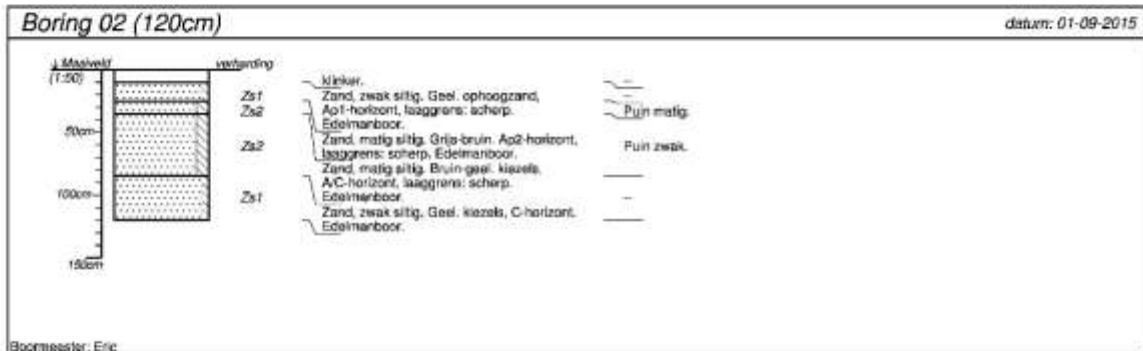 Boring 02 (120cm)
datum: 01-09-2015
Maaiveld
verharding
(1:50)
klinker.
--
Zs1
Zand, zwak siltig. Geel. ophoogzand,
--
Zs2
Ap1-horizont, laaggrens: scherp.
Puin matig.
Edelmanboor.
50cm
Zand, matig siltig. Grijs-bruin. Ap2-horizont,
Zs2
laaggrens: scherp, Edelmanboor.
Puin zwak.
Zand, matig siltig. Bruin-geel. kiezels,
A/C-horizont, laaggrens: scherp.
100cm
Zs1
Edelmanboor.
--
Zand, zwak siltig. Geel. kiezels, C-horizont.
Edelmanboor.
150cm
Boormeester: Eric